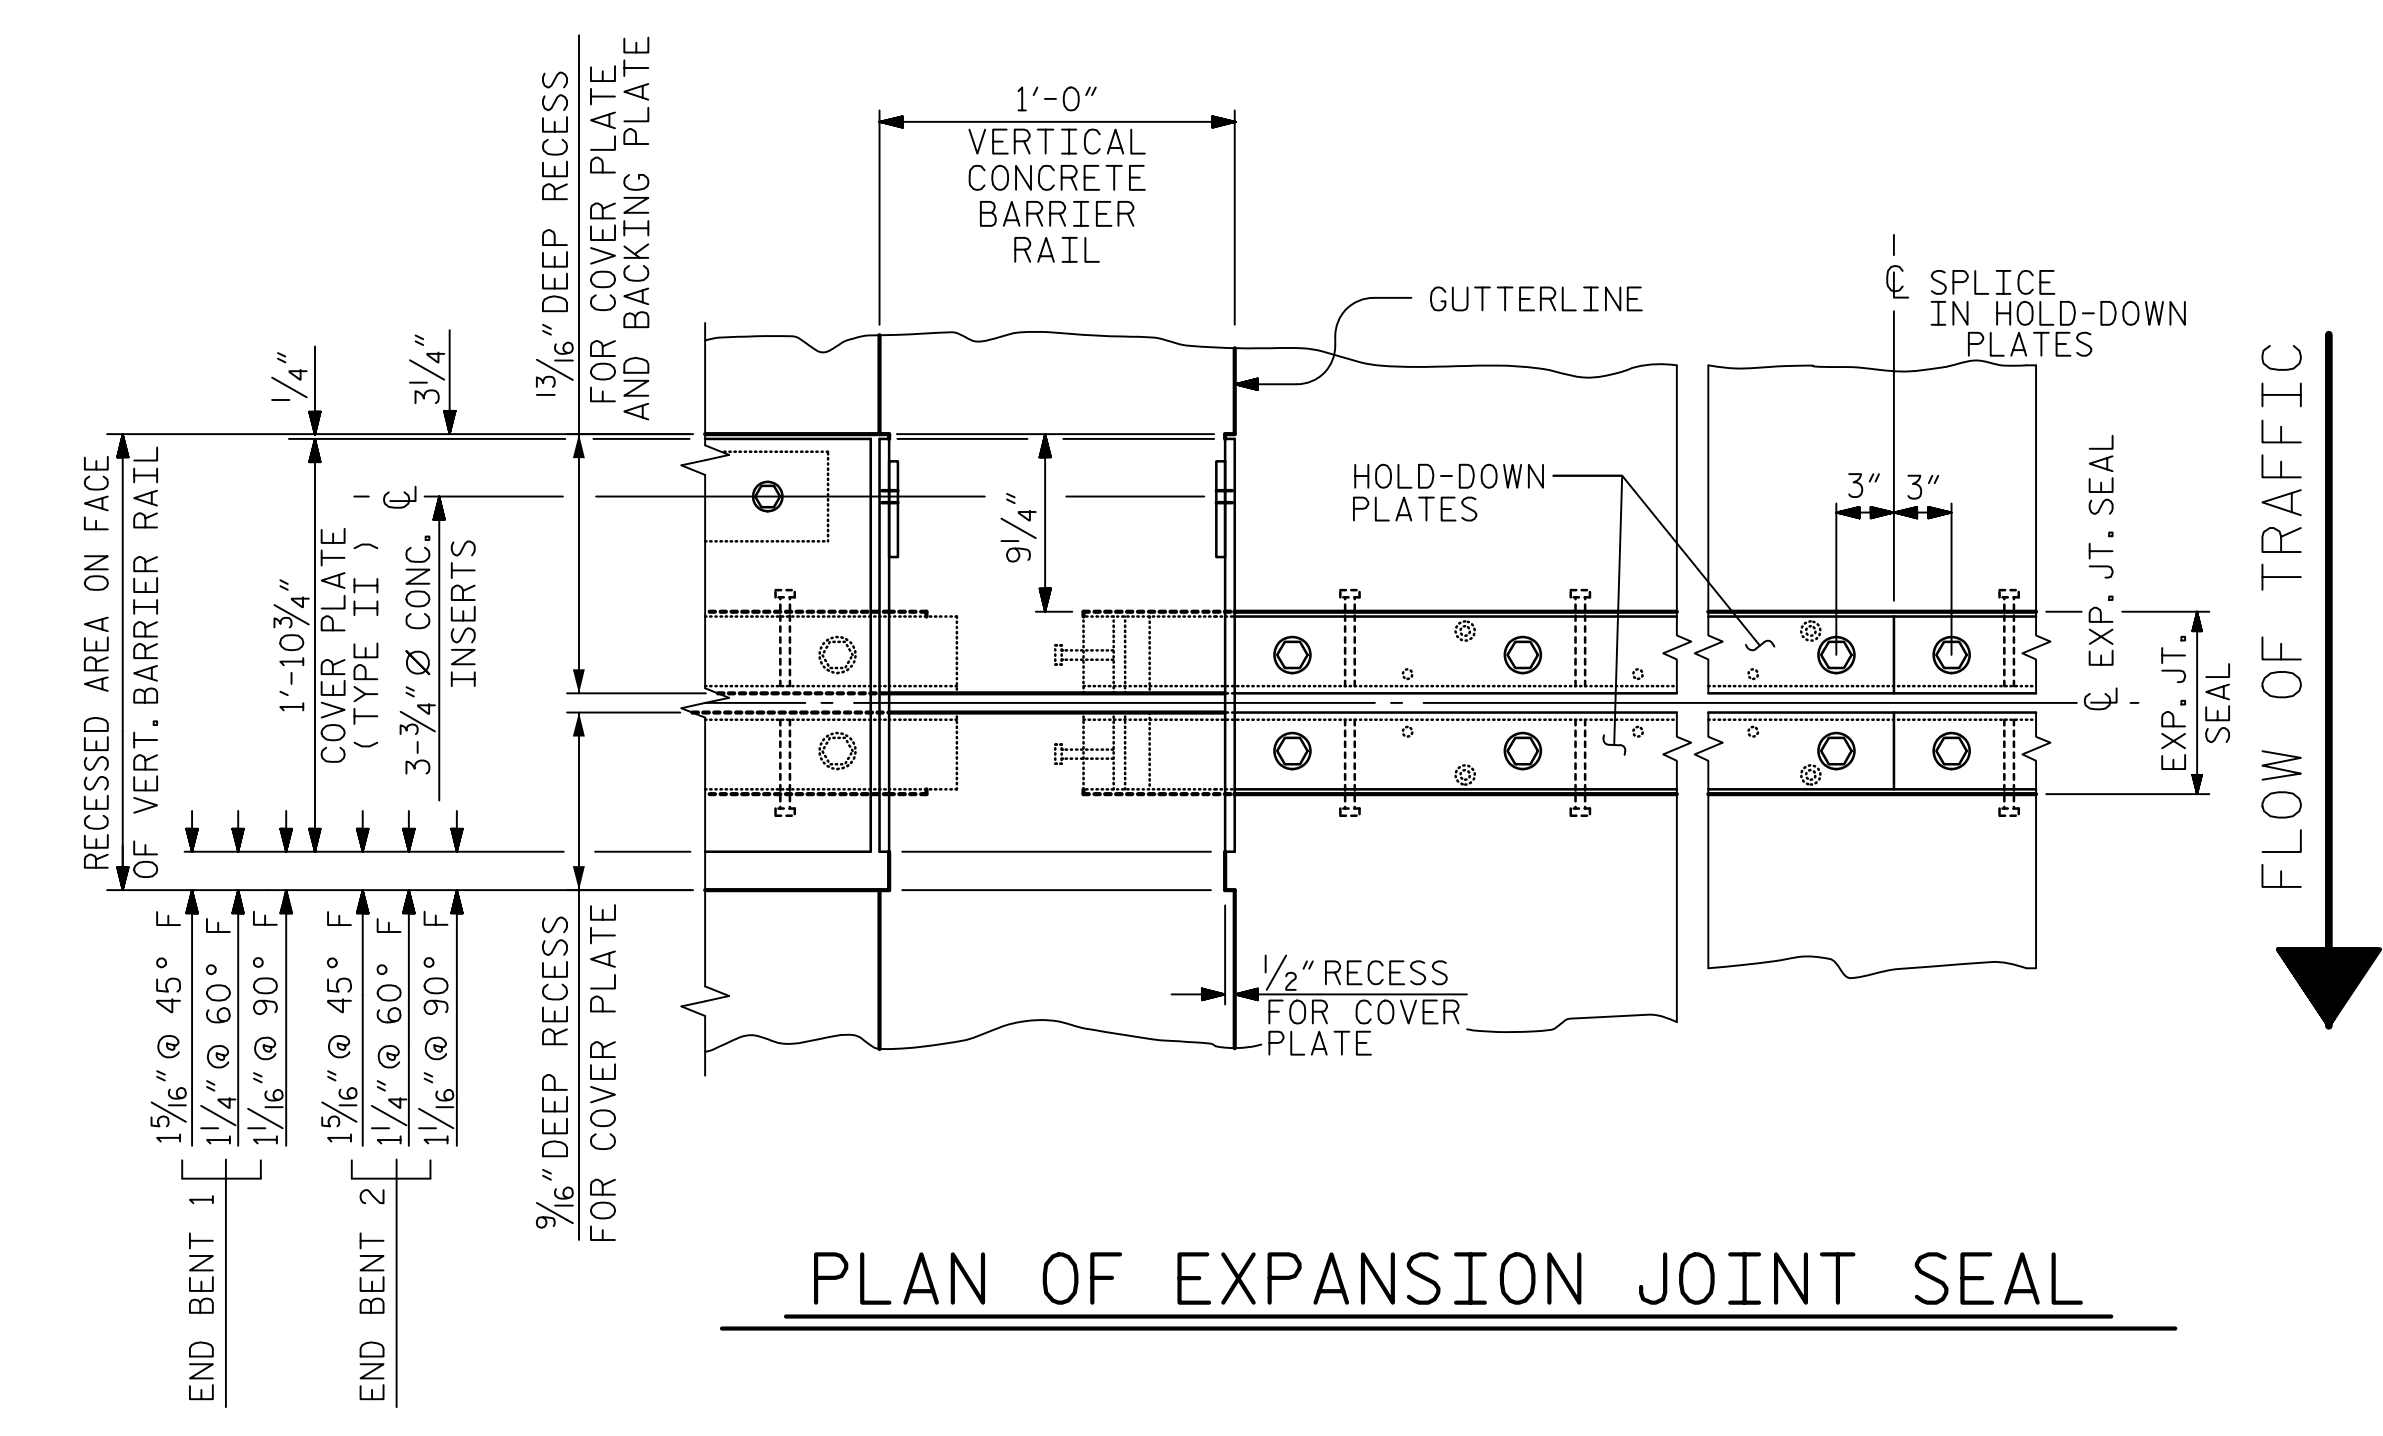 1'-0"
VERTICAL
CONCRETE
BARRIER
RAIL
GUTTERLINE
℄ SPLICE
IN HOLD-DOWN
PLATES
13/16" DEEP RECESS
FOR COVER PLATE
AND BACKING PLATE
1/4"
3 1/4"
RECESSED AREA ON FACE
OF VERT. BARRIER RAIL
1'-10 3/4"
COVER PLATE
( TYPE II )
℄
3-3/4" Ø CONC.
INSERTS
9 1/4"
HOLD-DOWN
PLATES
3"
3"
℄ EXP. JT. SEAL
EXP. JT.
SEAL
FLOW OF TRAFFIC
1 5/16" @ 45° F
1 1/4" @ 60° F
1 1/16" @ 90° F
END BENT 1
1 5/16" @ 45° F
1 1/4" @ 60° F
1 1/16" @ 90° F
END BENT 2
9/16" DEEP RECESS
FOR COVER PLATE
1/2" RECESS
FOR COVER
PLATE
PLAN OF EXPANSION JOINT SEAL